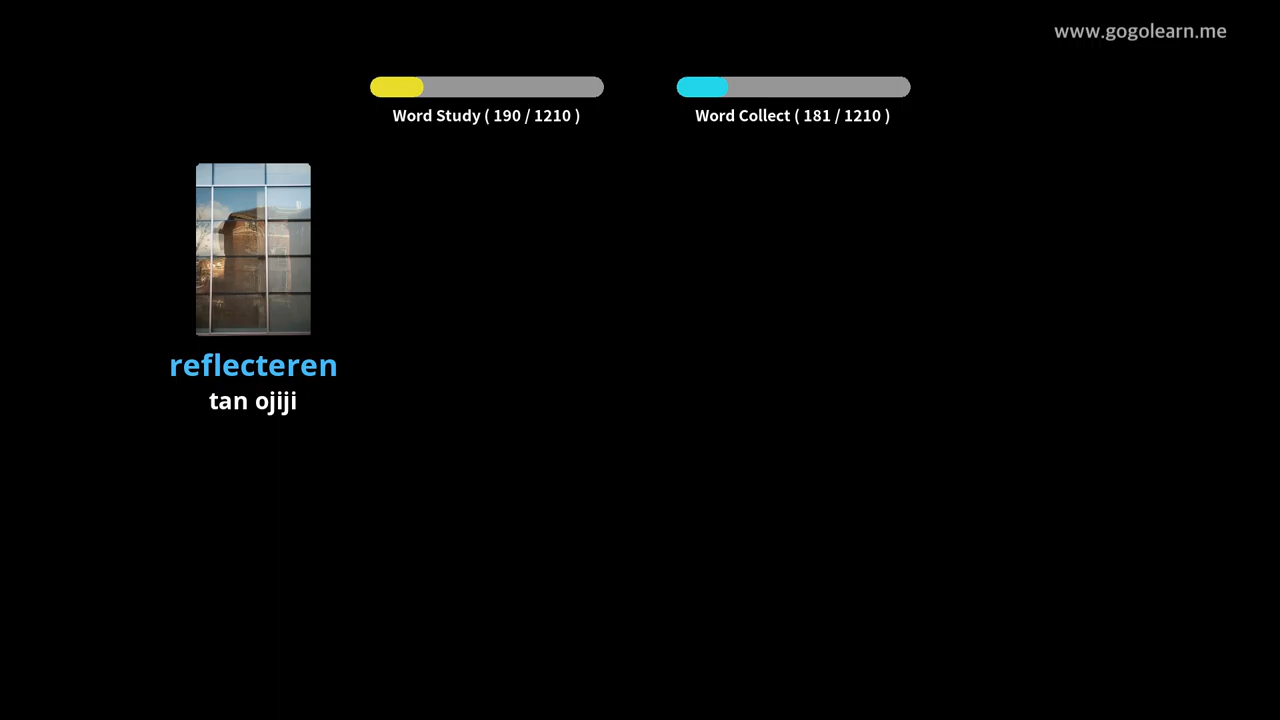 www.gogolearn.me
Word Study ( 190 / 1210 )
Word Collect ( 181 / 1210 )
reflecteren
tan ojiji